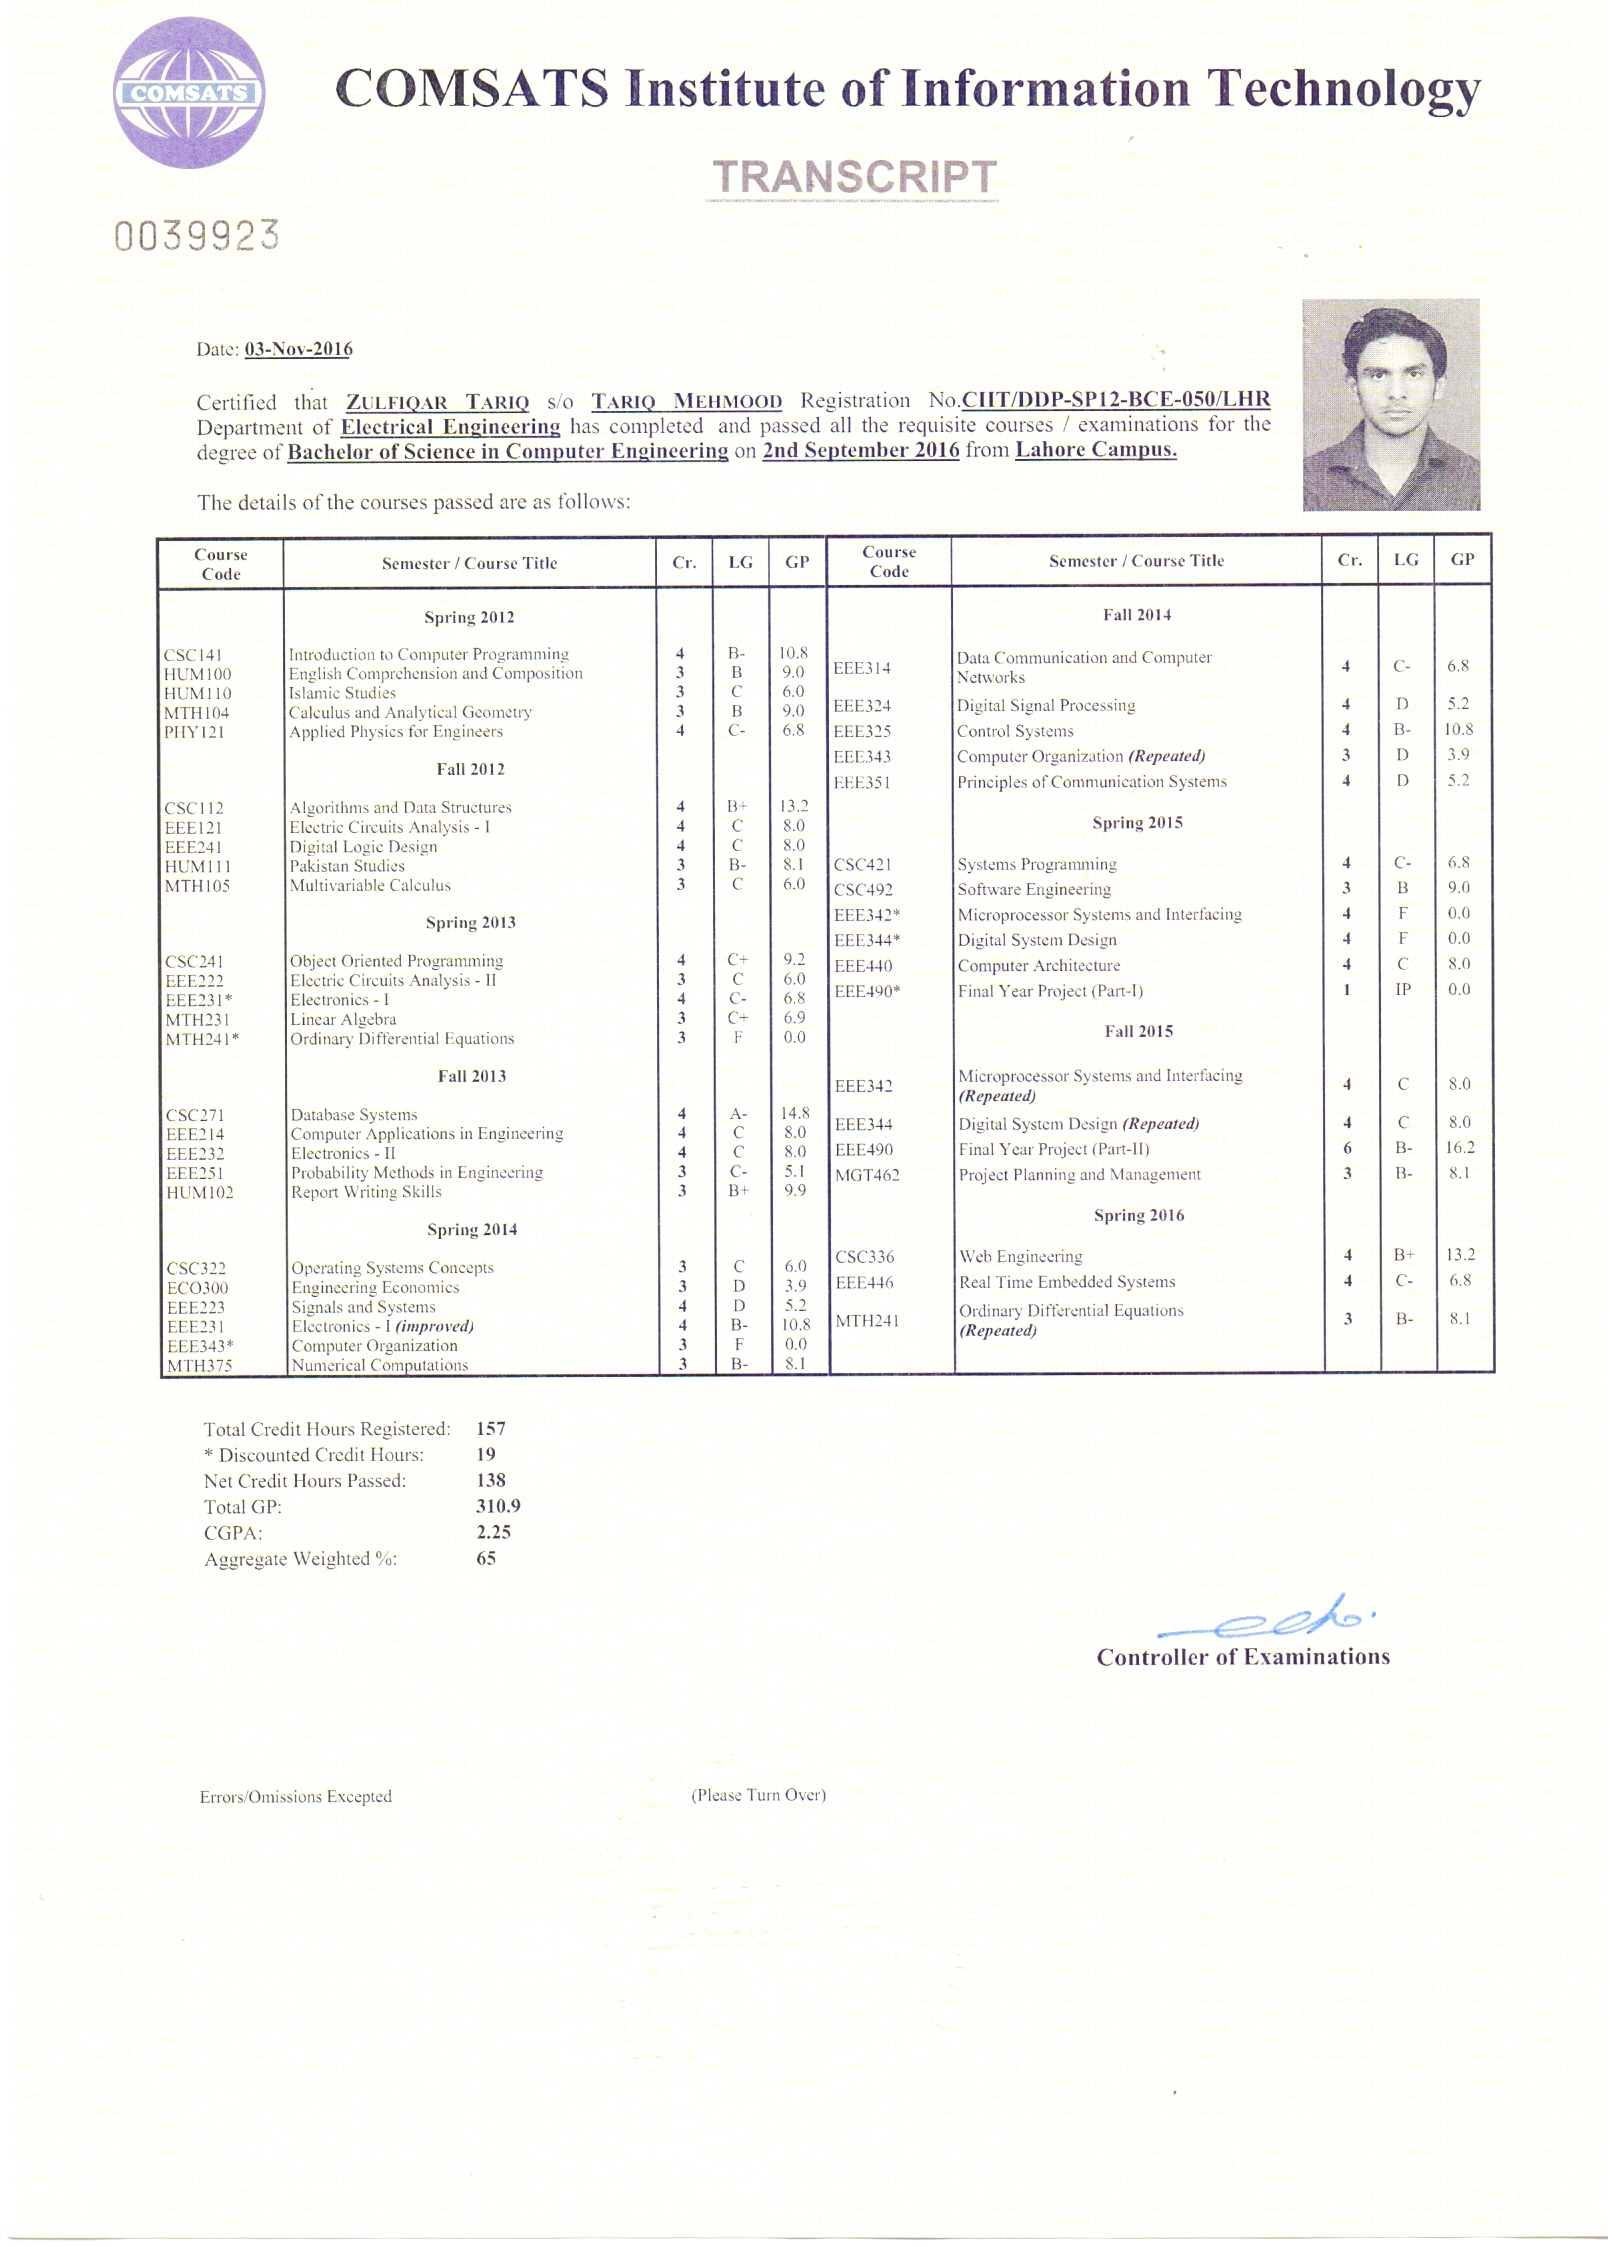 COMSATS
COMSATS Institute of Information Technology
TRANSCRIPT
0039923
Date: 03-Nov-2016
Certified that ZULFIQAR TARIQ s/o TARIQ MEHMOOD Registration No.CIIT/DDP-SP12-BCE-050/LHR
Department of Electrical Engineering has completed and passed all the requisite courses / examinations for the
degree of Bachelor of Science in Computer Engineering on 2nd September 2016 from Lahore Campus.
The details of the courses passed are as follows:
Course Code Semester / Course Title Cr. LG GP
Spring 2012
CSC141 Introduction to Computer Programming 4 B- 10.8
HUM100 English Comprehension and Composition 3 B 9.0
HUM110 Islamic Studies 3 C 6.0
MTH104 Calculus and Analytical Geometry 3 B 9.0
PHY121 Applied Physics for Engineers 4 C- 6.8
Fall 2012
CSC112 Algorithms and Data Structures 4 B+ 13.2
EEE121 Electric Circuits Analysis - I 4 C 8.0
EEE241 Digital Logic Design 4 C 8.0
HUM111 Pakistan Studies 3 B- 8.1
MTH105 Multivariable Calculus 3 C 6.0
Spring 2013
CSC241 Object Oriented Programming 4 C+ 9.2
EEE222 Electric Circuits Analysis - II 3 C 6.0
EEE231* Electronics - I 4 C- 6.8
MTH231 Linear Algebra 3 C+ 6.9
MTH241* Ordinary Differential Equations 3 F 0.0
Fall 2013
CSC271 Database Systems 4 A- 14.8
EEE214 Computer Applications in Engineering 4 C 8.0
EEE232 Electronics - II 4 C 8.0
EEE251 Probability Methods in Engineering 3 C- 5.1
HUM102 Report Writing Skills 3 B+ 9.9
Spring 2014
CSC322 Operating Systems Concepts 3 C 6.0
ECO300 Engineering Economics 3 D 3.9
EEE223 Signals and Systems 4 D 5.2
EEE231 Electronics - I (improved) 4 B- 10.8
EEE343* Computer Organization 3 F 0.0
MTH375 Numerical Computations 3 B- 8.1
Course Code Semester / Course Title Cr. LG GP
Fall 2014
EEE314 Data Communication and Computer Networks 4 C- 6.8
EEE324 Digital Signal Processing 4 D 5.2
EEE325 Control Systems 4 B- 10.8
EEE343 Computer Organization (Repeated) 3 D 3.9
EEE351 Principles of Communication Systems 4 D 5.2
Spring 2015
CSC421 Systems Programming 4 C- 6.8
CSC492 Software Engineering 3 B 9.0
EEE342* Microprocessor Systems and Interfacing 4 F 0.0
EEE344* Digital System Design 4 F 0.0
EEE440 Computer Architecture 4 C 8.0
EEE490* Final Year Project (Part-I) 1 IP 0.0
Fall 2015
EEE342 Microprocessor Systems and Interfacing (Repeated) 4 C 8.0
EEE344 Digital System Design (Repeated) 4 C 8.0
EEE490 Final Year Project (Part-II) 6 B- 16.2
MGT462 Project Planning and Management 3 B- 8.1
Spring 2016
CSC336 Web Engineering 4 B+ 13.2
EEE446 Real Time Embedded Systems 4 C- 6.8
MTH241 Ordinary Differential Equations (Repeated) 3 B- 8.1
Total Credit Hours Registered: 157
* Discounted Credit Hours: 19
Net Credit Hours Passed: 138
Total GP: 310.9
CGPA: 2.25
Aggregate Weighted %: 65
Controller of Examinations
Errors/Omissions Excepted (Please Turn Over)